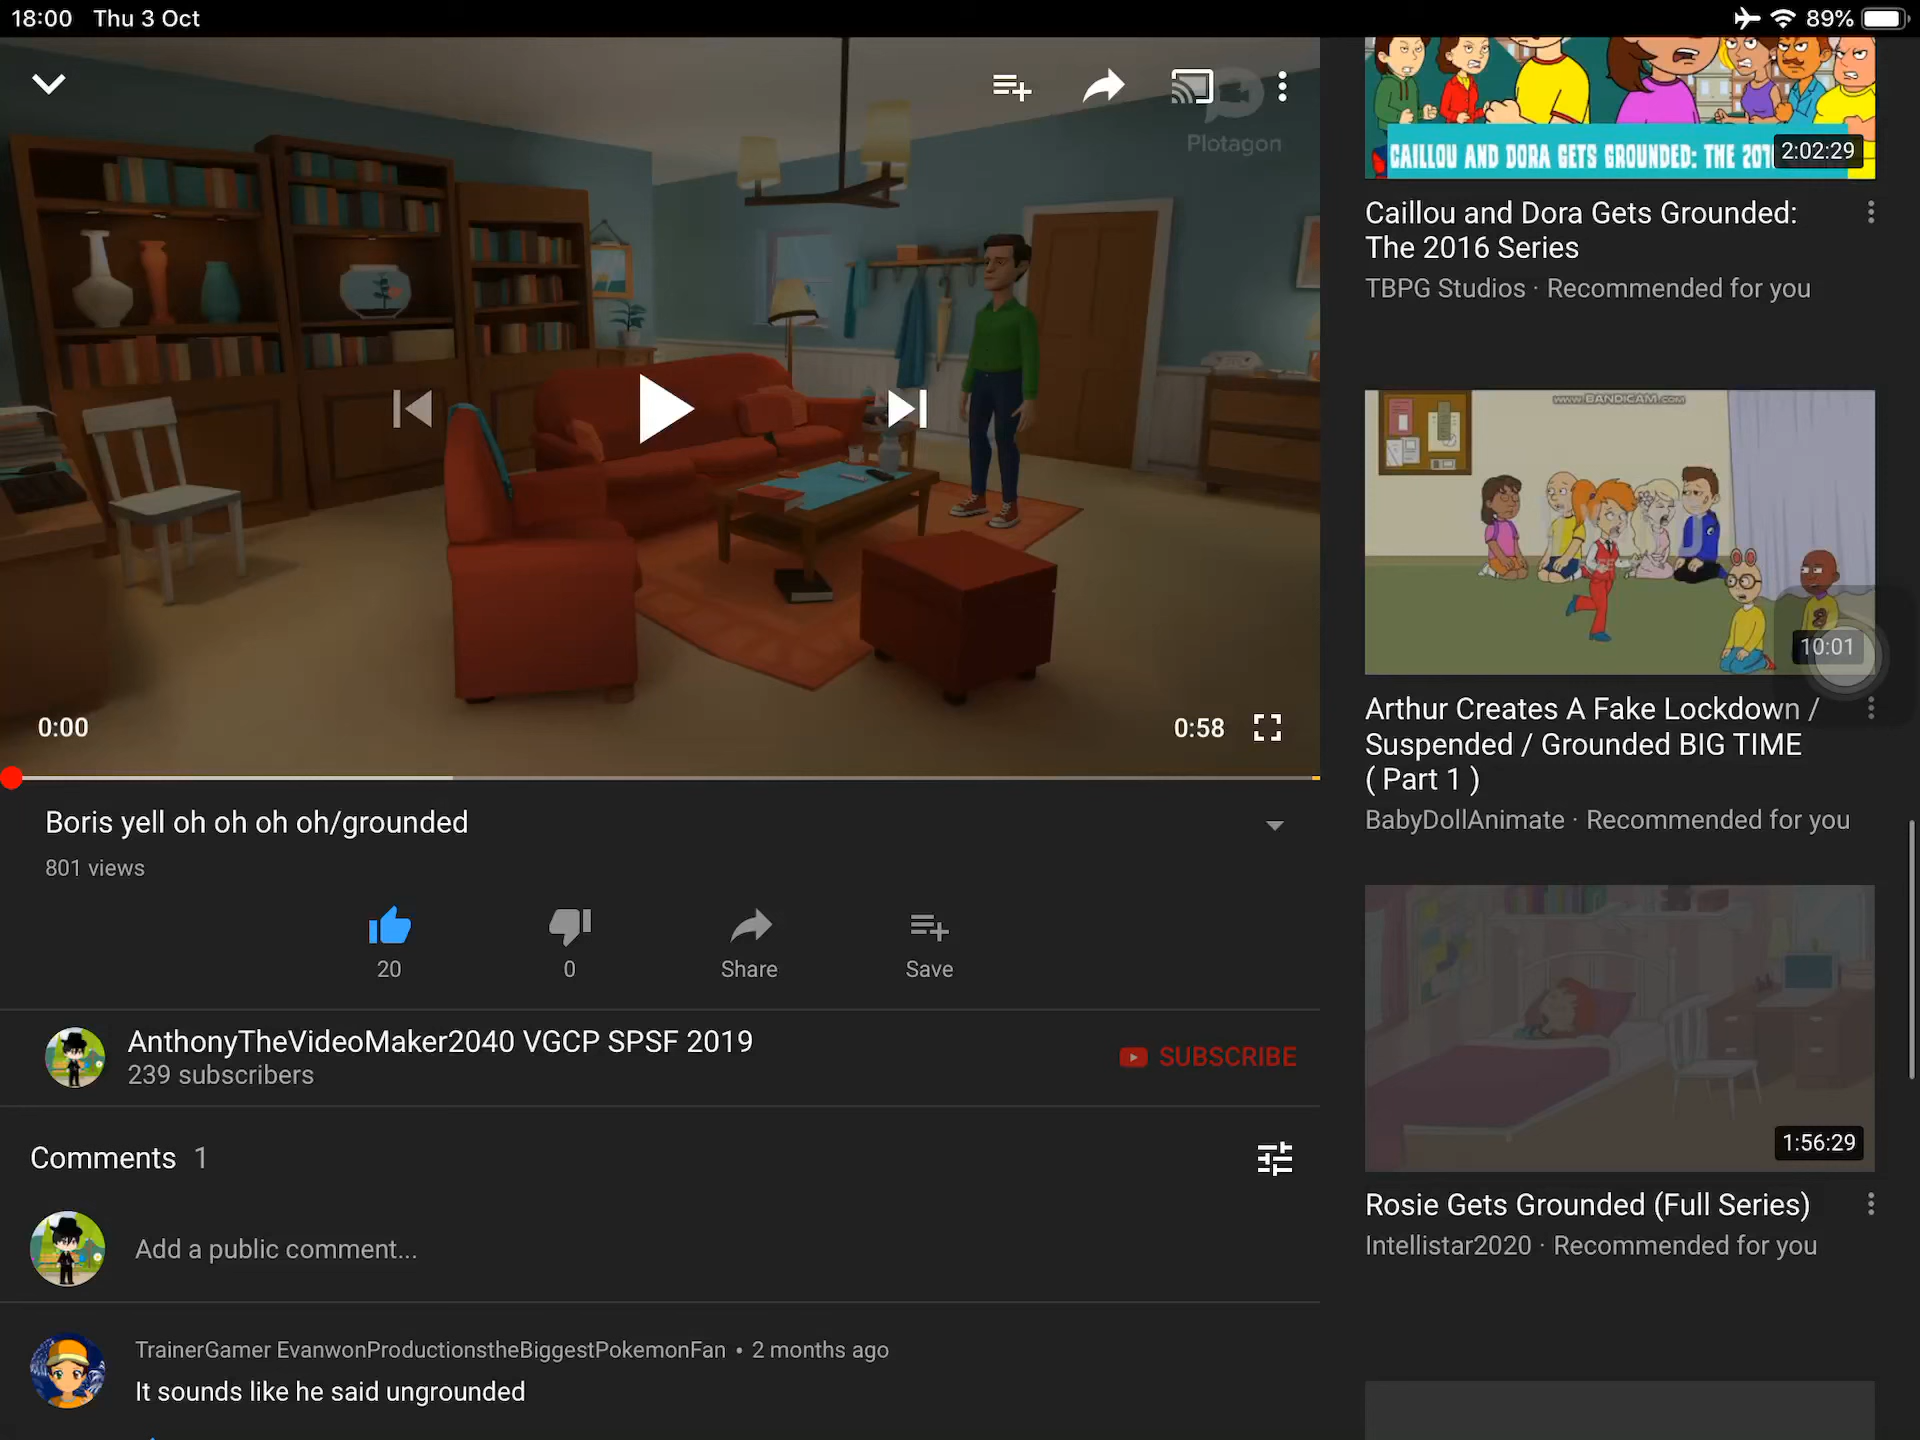 18:00 Thu 3 Oct
89%
Plotagon
0:00
0:58
Boris yell oh oh oh oh/grounded
801 views
20
0
Share
Save
AnthonyTheVideoMaker2040 VGCP SPSF 2019
239 subscribers
SUBSCRIBE
Comments 1
Add a public comment...
TrainerGamer EvanwonProductionstheBiggestPokemonFan • 2 months ago
It sounds like he said ungrounded
CAILLOU AND DORA GETS GROUNDED: THE 201
2:02:29
Caillou and Dora Gets Grounded:
The 2016 Series
TBPG Studios · Recommended for you
www.BANDICAM.com
10:01
Arthur Creates A Fake Lockdown /
Suspended / Grounded BIG TIME
( Part 1 )
BabyDollAnimate · Recommended for you
1:56:29
Rosie Gets Grounded (Full Series)
Intellistar2020 · Recommended for you